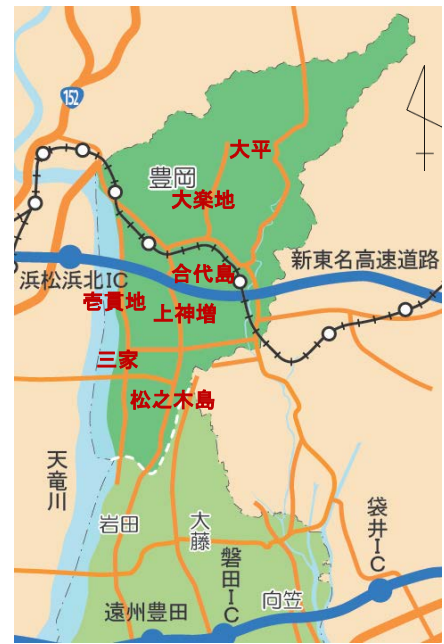 152
大平
豊岡
大楽地
合代島
新東名高速道路
浜松浜北IC
壱貫地
上神増
三家
松之木島
天竜川
岩田
大藤
磐田IC
袋井IC
向笠
遠州豊田